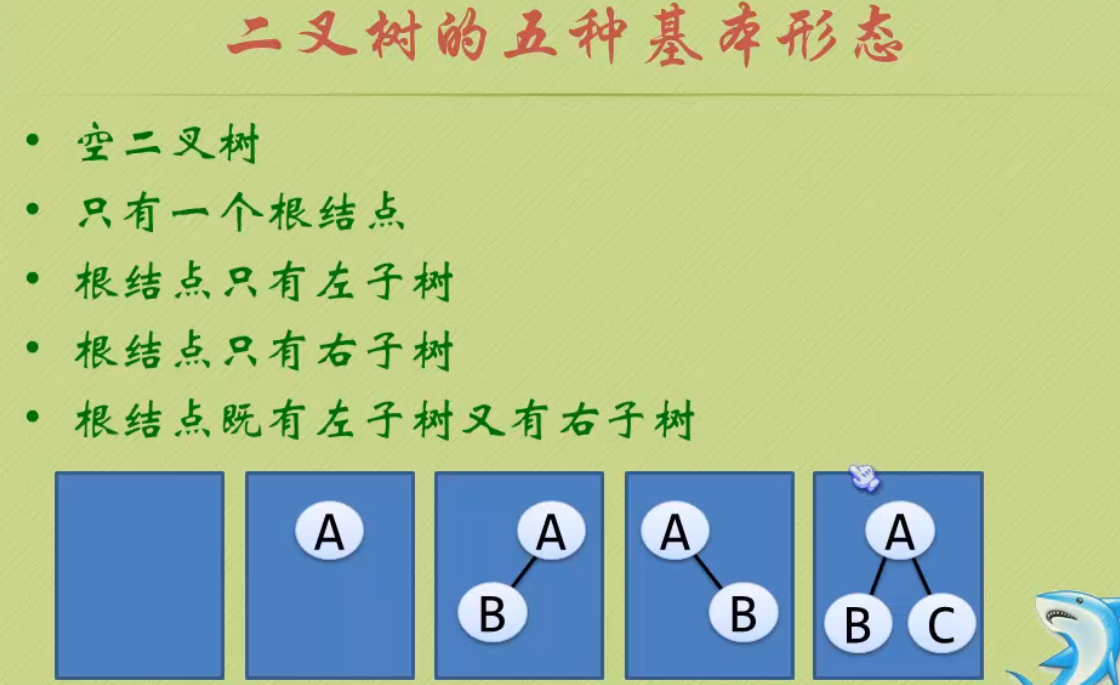 二叉树的五种基本形态
• 空二叉树
• 只有一个根结点
• 根结点只有左子树
• 根结点只有右子树
• 根结点既有左子树又有右子树
A A A A
B B B C